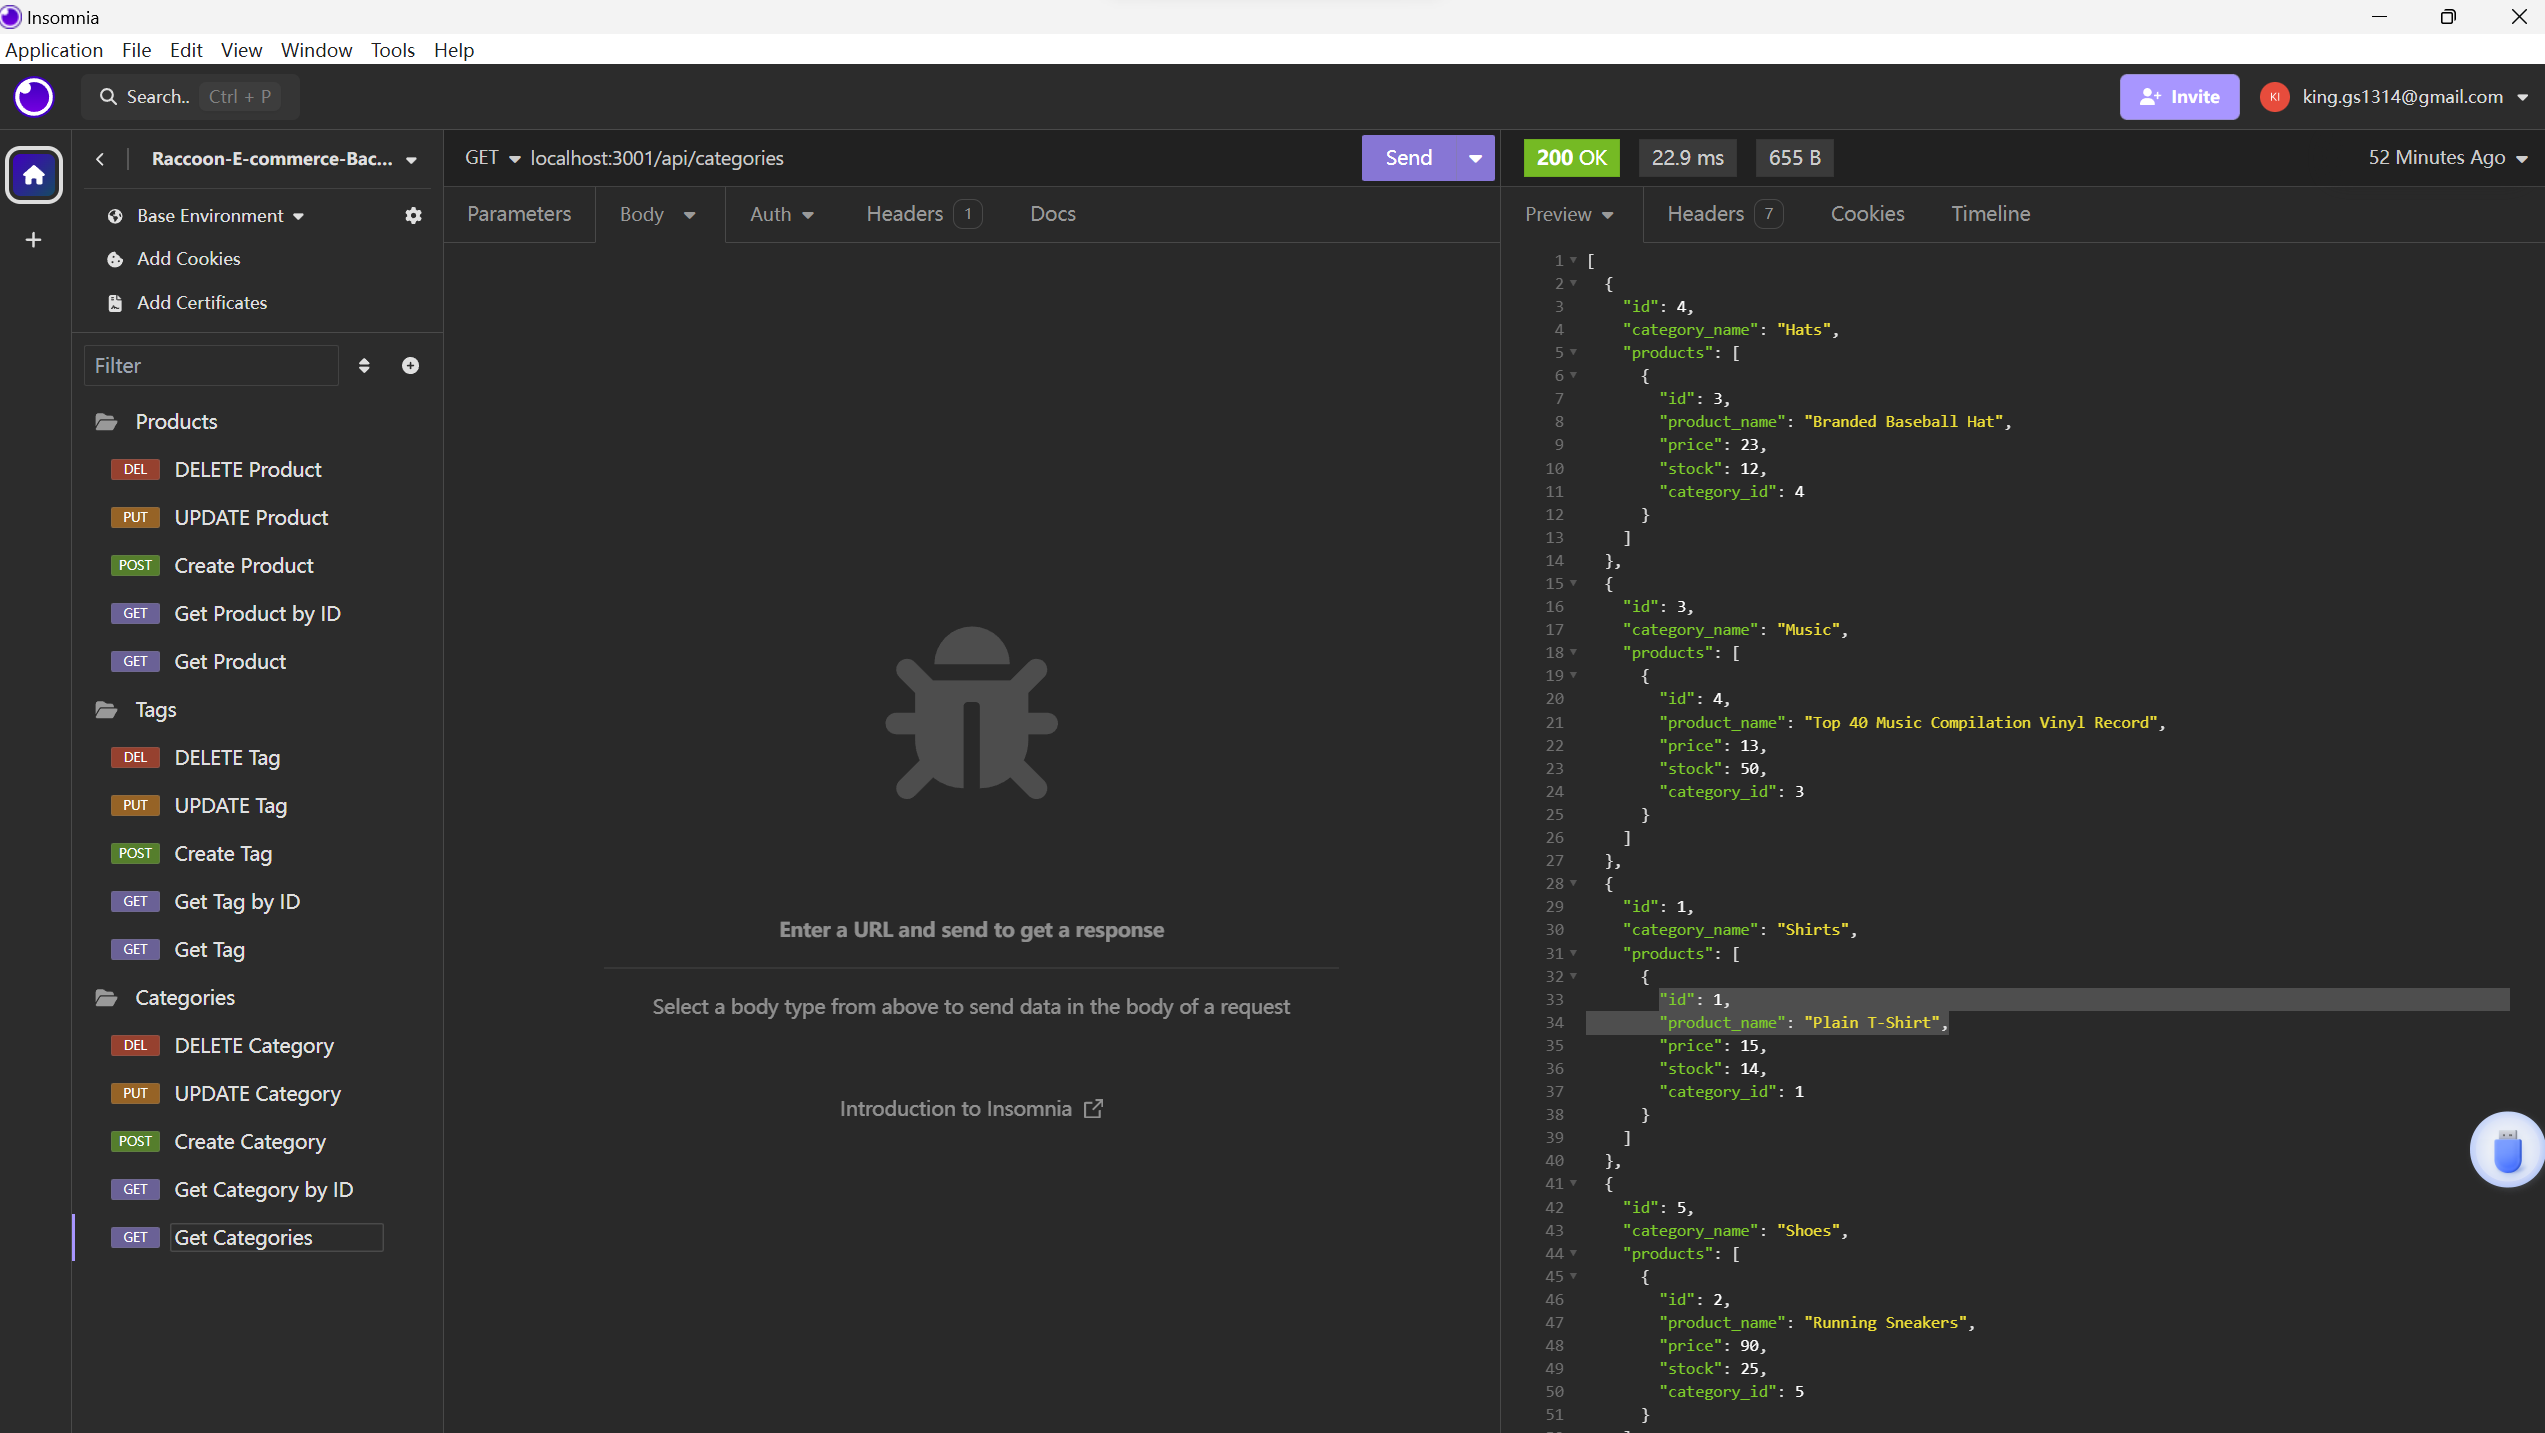 Insomnia
Application File Edit View Window Tools Help
Search.. Ctrl + P
Invite
KI
king.gs1314@gmail.com
Raccoon-E-commerce-Bac...
Base Environment
Add Cookies
Add Certificates
Filter
Products
DEL DELETE Product
PUT UPDATE Product
POST Create Product
GET Get Product by ID
GET Get Product
Tags
DEL DELETE Tag
PUT UPDATE Tag
POST Create Tag
GET Get Tag by ID
GET Get Tag
Categories
DEL DELETE Category
PUT UPDATE Category
POST Create Category
GET Get Category by ID
GET Get Categories
GET localhost:3001/api/categories
Send
Parameters Body Auth Headers 1 Docs
Enter a URL and send to get a response
Select a body type from above to send data in the body of a request
Introduction to Insomnia
200 OK 22.9 ms 655 B
52 Minutes Ago
Preview Headers 7 Cookies Timeline
1 [
2 {
3 "id": 4,
4 "category_name": "Hats",
5 "products": [
6 {
7 "id": 3,
8 "product_name": "Branded Baseball Hat",
9 "price": 23,
10 "stock": 12,
11 "category_id": 4
12 }
13 ]
14 },
15 {
16 "id": 3,
17 "category_name": "Music",
18 "products": [
19 {
20 "id": 4,
21 "product_name": "Top 40 Music Compilation Vinyl Record",
22 "price": 13,
23 "stock": 50,
24 "category_id": 3
25 }
26 ]
27 },
28 {
29 "id": 1,
30 "category_name": "Shirts",
31 "products": [
32 {
33 "id": 1,
34 "product_name": "Plain T-Shirt",
35 "price": 15,
36 "stock": 14,
37 "category_id": 1
38 }
39 ]
40 },
41 {
42 "id": 5,
43 "category_name": "Shoes",
44 "products": [
45 {
46 "id": 2,
47 "product_name": "Running Sneakers",
48 "price": 90,
49 "stock": 25,
50 "category_id": 5
51 }